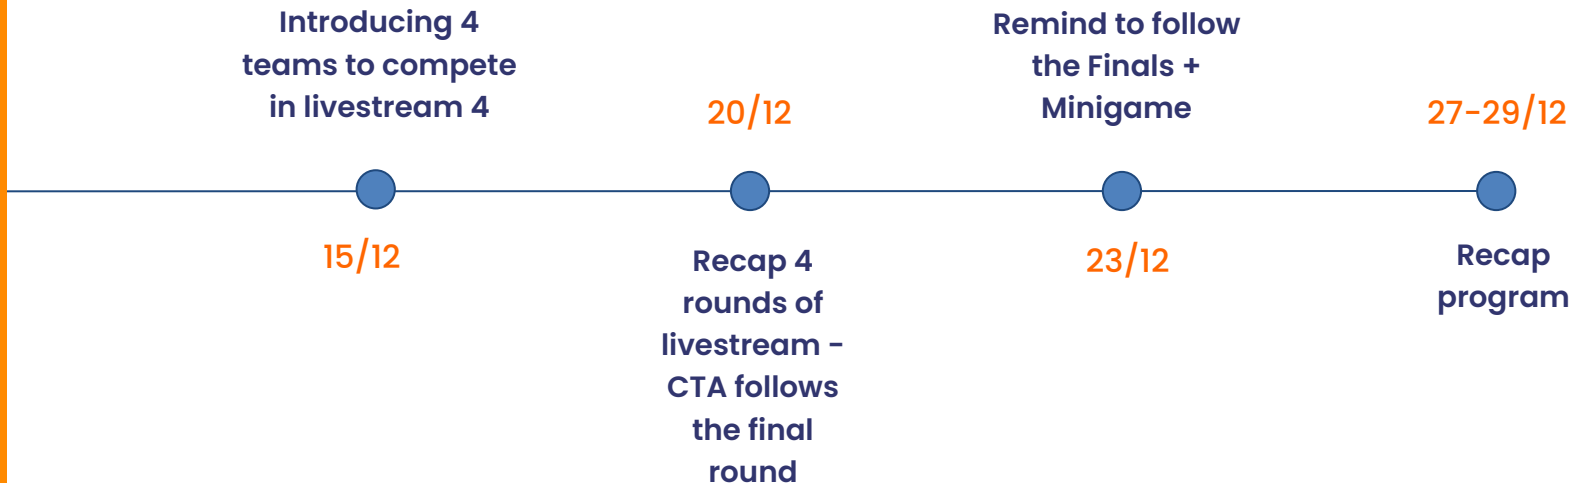 Introducing 4
teams to compete
in livestream 4
15/12
20/12
Recap 4
rounds of
livestream -
CTA follows
the final
round
Remind to follow
the Finals +
Minigame
23/12
27-29/12
Recap
program